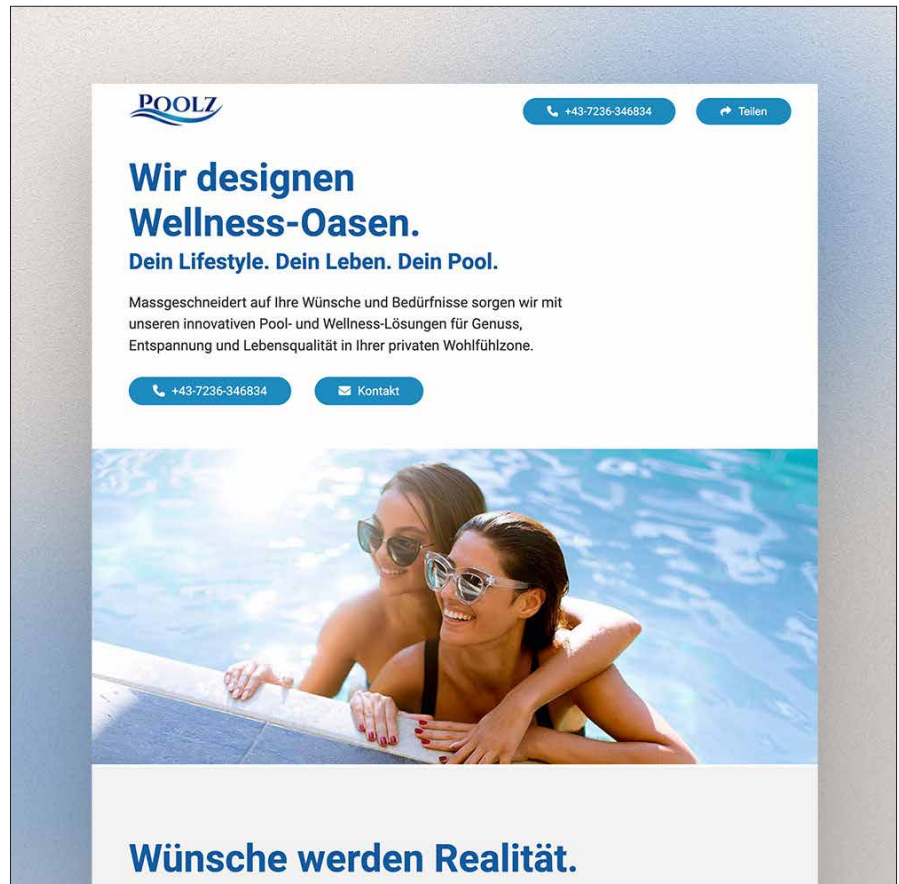 POOLZ
+43-7236-346834
Teilen
Wir designen
Wellness-Oasen.
Dein Lifestyle. Dein Leben. Dein Pool.
Massgeschneidert auf Ihre Wünsche und Bedürfnisse sorgen wir mit
unseren innovativen Pool- und Wellness-Lösungen für Genuss,
Entspannung und Lebensqualität in Ihrer privaten Wohlfühlzone.
+43-7236-346834
Kontakt
Wünsche werden Realität.